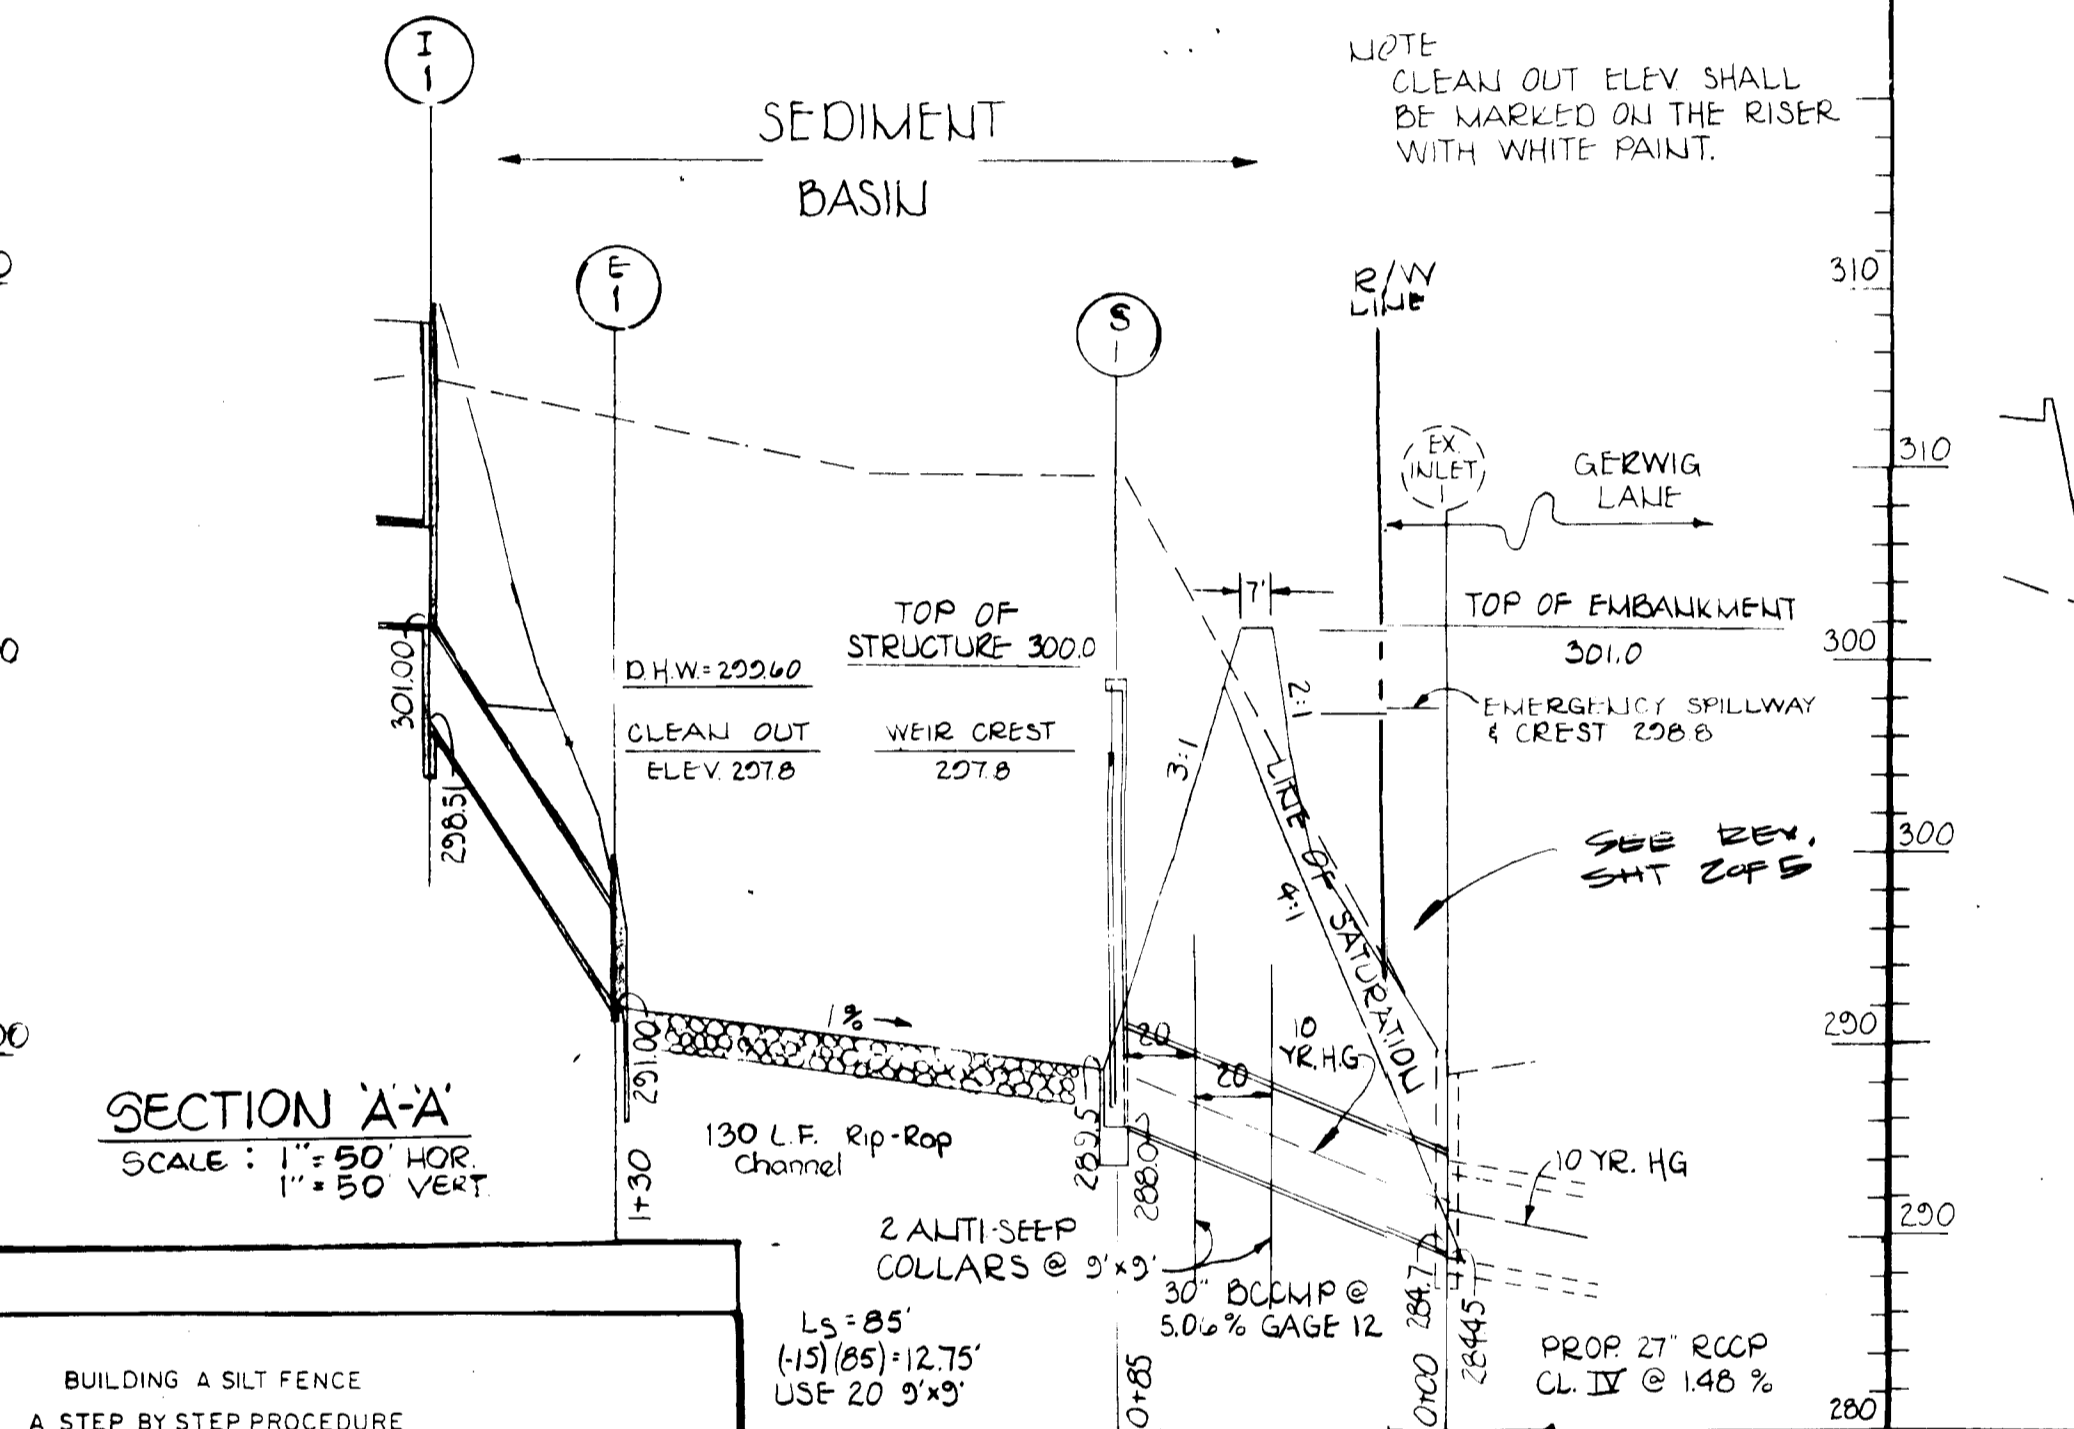 I
1
SEDIMENT
BASIN
NOTE
CLEAN OUT ELEV. SHALL
BE MARKED ON THE RISER
WITH WHITE PAINT.
E
1
S
R/W
LINE
310
EX.
INLET
GERWIG
LANE
310
7'
TOP OF
STRUCTURE 300.0
TOP OF EMBANKMENT
301.0
300
D.H.W.=299.60
301.00
2:1
EMERGENCY SPILLWAY
& CREST 298.8
CLEAN OUT
ELEV. 297.8
WEIR CREST
297.8
3:1
298.51
LINE OF SATURATION
4:1
SEE REV.
SHT 2 OF 5
300
1%
291.00
20
20
10
YR. H.G.
290
SECTION 'A-A'
SCALE : 1"=50' HOR.
1"=50' VERT.
130 L.F. Rip-Rap
Channel
289.5
288.0
1+30
10 YR. HG
290
2 ANTI-SEEP
COLLARS @ 9'x9'
30" BCCMP @
5.06% GAGE 12
284.7
284.45
Ls=85'
(.15)(85)=12.75'
USE 20 9'x9'
0+85
0+00
PROP. 27" RCCP
CL. IV @ 1.48 %
280
BUILDING A SILT FENCE
A STEP BY STEP PROCEDURE